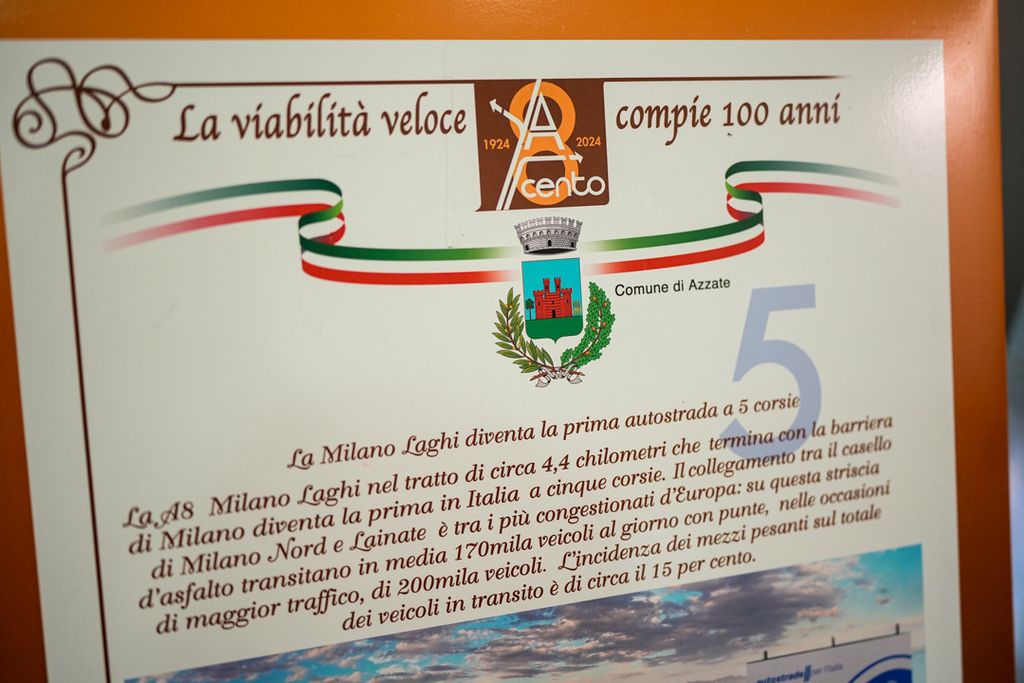 La viabilità veloce
1924
A8
2024
cento
compie 100 anni
Comune di Azzate
5
La Milano Laghi diventa la prima autostrada a 5 corsie
La A8 Milano Laghi nel tratto di circa 4,4 chilometri che termina con la barriera
di Milano diventa la prima in Italia a cinque corsie. Il collegamento tra il casello
di Milano Nord e Lainate è tra i più congestionati d'Europa: su questa striscia
d'asfalto transitano in media 170mila veicoli al giorno con punte, nelle occasioni
di maggior traffico, di 200mila veicoli. L'incidenza dei mezzi pesanti sul totale
dei veicoli in transito è di circa il 15 per cento.
autostrade per l'italia